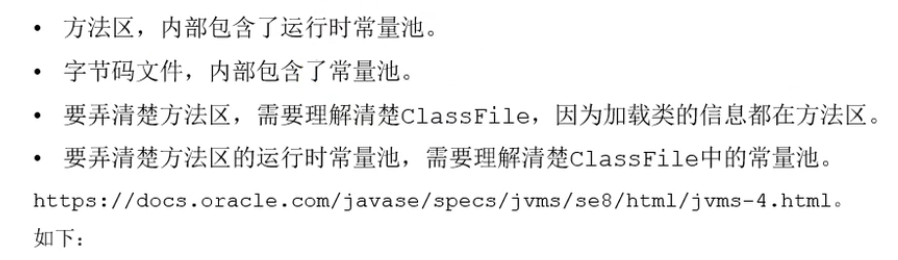 • 方法区，内部包含了运行时常量池。
• 字节码文件，内部包含了常量池。
• 要弄清楚方法区，需要理解清楚ClassFile，因为加载类的信息都在方法区。
• 要弄清楚方法区的运行时常量池，需要理解清楚ClassFile中的常量池。
https://docs.oracle.com/javase/specs/jvms/se8/html/jvms-4.html。
如下：